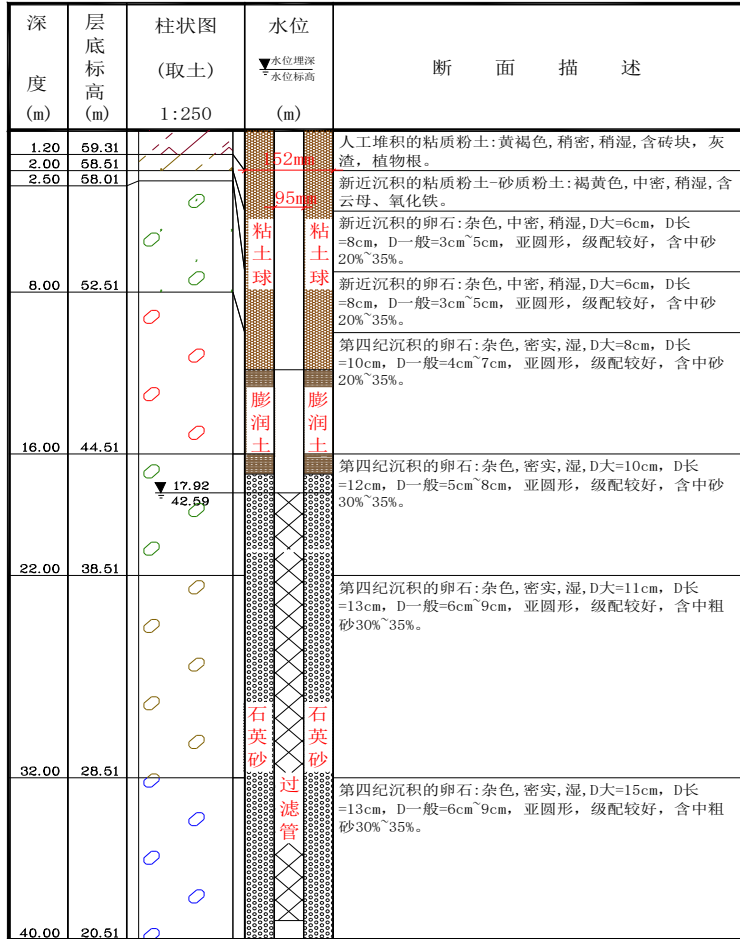 深度(m)
层底标高(m)
柱状图
(取土)
1:250
水位
水位埋深
水位标高
(m)
断面描述
1.20 59.31
2.00 58.51
2.50 58.01
8.00 52.51
16.00 44.51
22.00 38.51
32.00 28.51
40.00 20.51
17.92
42.59
152mm
95mm
粘土球
粘土球
膨润土
膨润土
石英砂
石英砂
过滤管
人工堆积的粘质粉土:黄褐色,稍密,稍湿,含砖块，灰
渣，植物根。
新近沉积的粘质粉土-砂质粉土:褐黄色,中密,稍湿,含
云母、氧化铁。
新近沉积的卵石:杂色,中密,稍湿,D大=6cm，D长
=8cm，D一般=3cm~5cm，亚圆形，级配较好，含中砂
20%~35%。
新近沉积的卵石:杂色,中密,稍湿,D大=6cm，D长
=8cm，D一般=3cm~5cm，亚圆形，级配较好，含中砂
20%~35%。
第四纪沉积的卵石:杂色,密实,湿,D大=8cm，D长
=10cm，D一般=4cm~7cm，亚圆形，级配较好，含中砂
20%~35%。
第四纪沉积的卵石:杂色,密实,湿,D大=10cm，D长
=12cm，D一般=5cm~8cm，亚圆形，级配较好，含中砂
30%~35%。
第四纪沉积的卵石:杂色,密实,湿,D大=11cm，D长
=13cm，D一般=6cm~9cm，亚圆形，级配较好，含中粗
砂30%~35%。
第四纪沉积的卵石:杂色,密实,湿,D大=15cm，D长
=13cm，D一般=6cm~9cm，亚圆形，级配较好，含中粗
砂30%~35%。